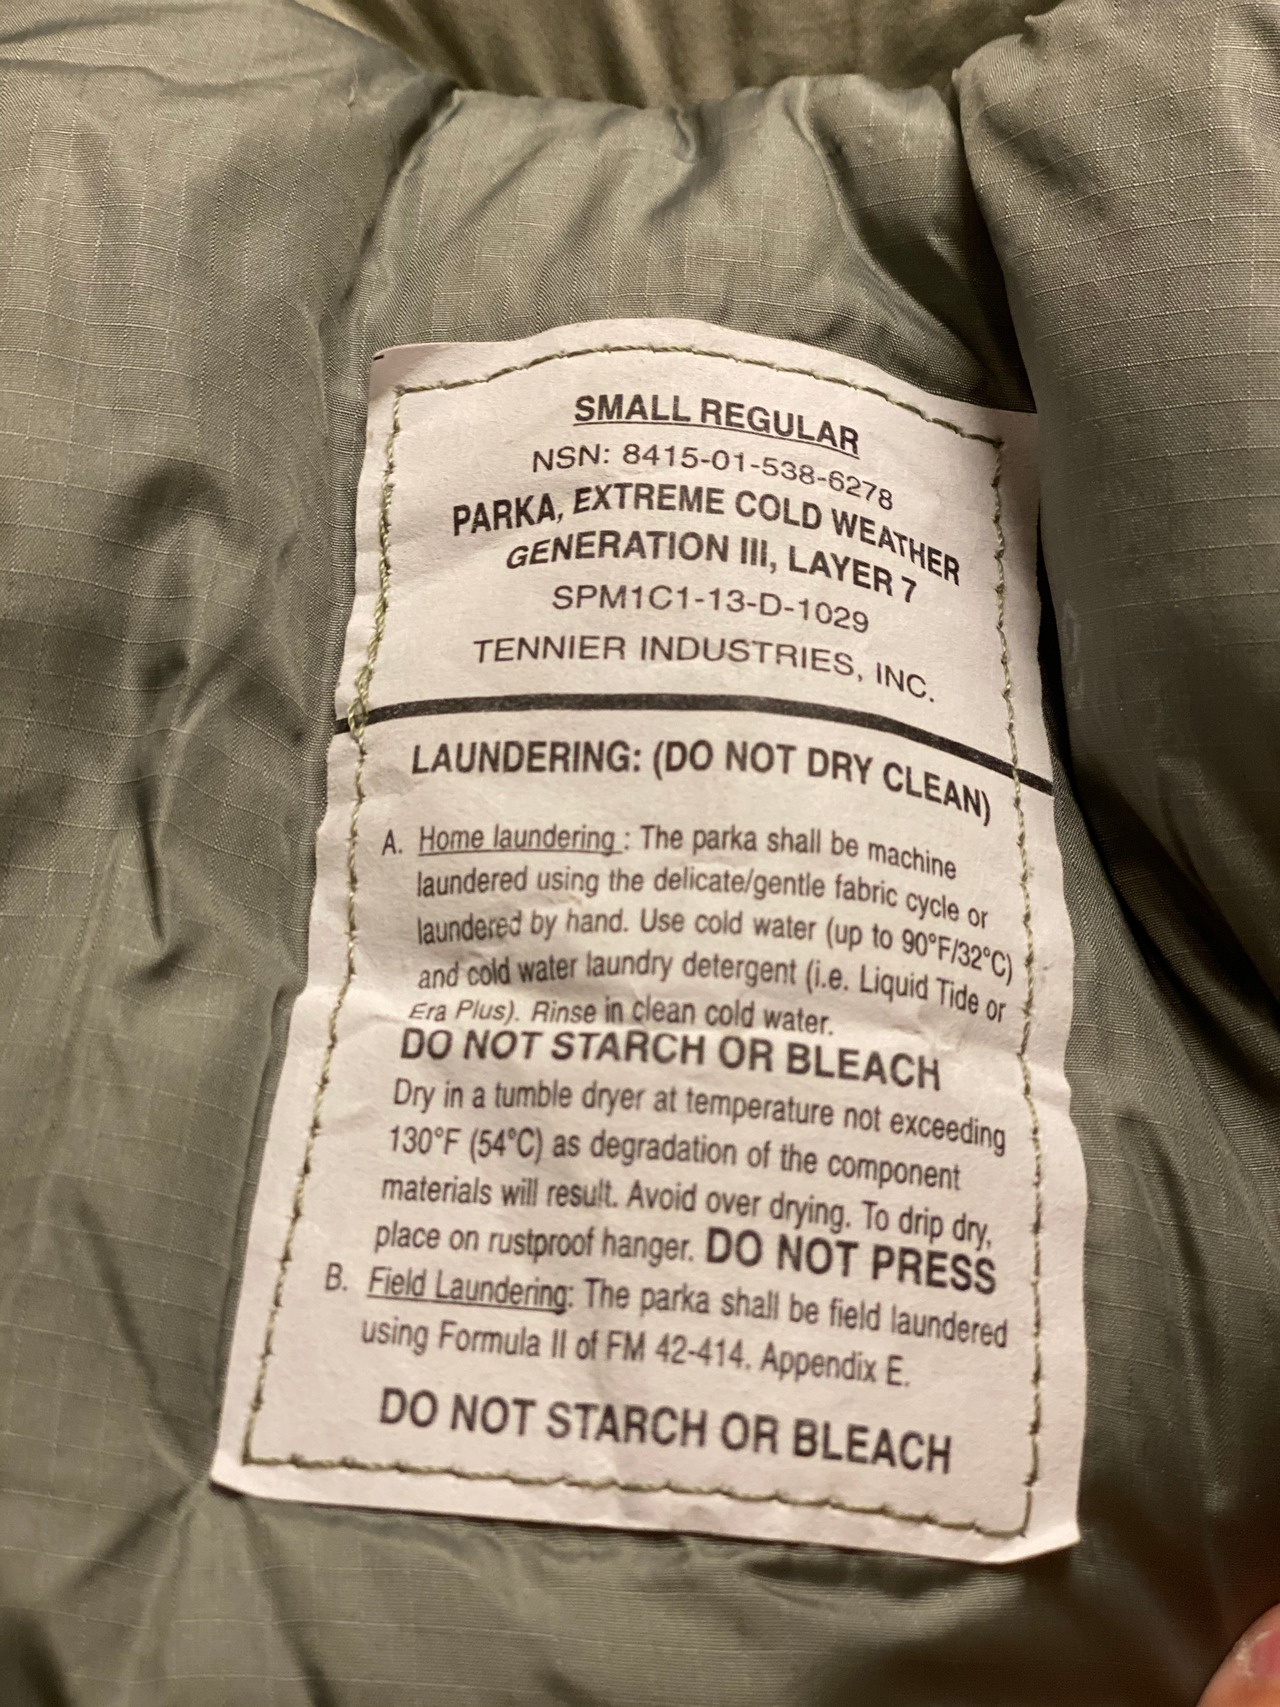 SMALL REGULAR
NSN: 8415-01-538-6278
PARKA, EXTREME COLD WEATHER
GENERATION III, LAYER 7
SPM1C1-13-D-1029
TENNIER INDUSTRIES, INC.
LAUNDERING: (DO NOT DRY CLEAN)
A. Home laundering : The parka shall be machine
laundered using the delicate/gentle fabric cycle or
laundered by hand. Use cold water (up to 90°F/32°C)
and cold water laundry detergent (i.e. Liquid Tide or
Era Plus). Rinse in clean cold water.
DO NOT STARCH OR BLEACH
Dry in a tumble dryer at temperature not exceeding
130°F (54°C) as degradation of the component
materials will result. Avoid over drying. To drip dry,
place on rustproof hanger. DO NOT PRESS
B. Field Laundering: The parka shall be field laundered
using Formula II of FM 42-414. Appendix E.
DO NOT STARCH OR BLEACH